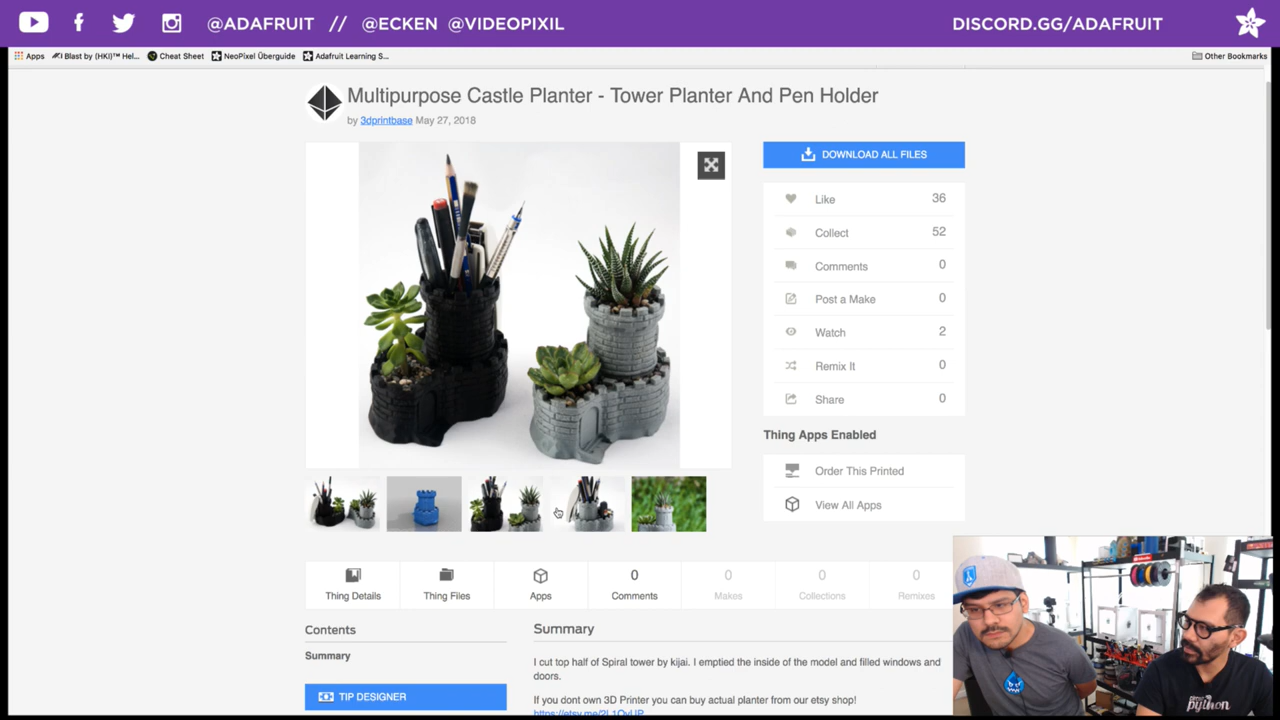 @ADAFRUIT // @ECKEN @VIDEOPIXIL
DISCORD.GG/ADAFRUIT
Apps
Blast by (HKI)™ Hel...
Cheat Sheet
NeoPixel Überguide
Adafruit Learning S...
Other Bookmarks
Multipurpose Castle Planter - Tower Planter And Pen Holder
by 3dprintbase May 27, 2018
DOWNLOAD ALL FILES
Like 36
Collect 52
Comments 0
Post a Make 0
Watch 2
Remix It 0
Share 0
Thing Apps Enabled
Order This Printed
View All Apps
Thing Details
Thing Files
Apps
0
Comments
0
Makes
0
Collections
0
Remixes
Contents
Summary
TIP DESIGNER
Summary
I cut top half of Spiral tower by kijai. I emptied the inside of the model and filled windows and
doors.
If you dont own 3D Printer you can buy actual planter from our etsy shop!
python